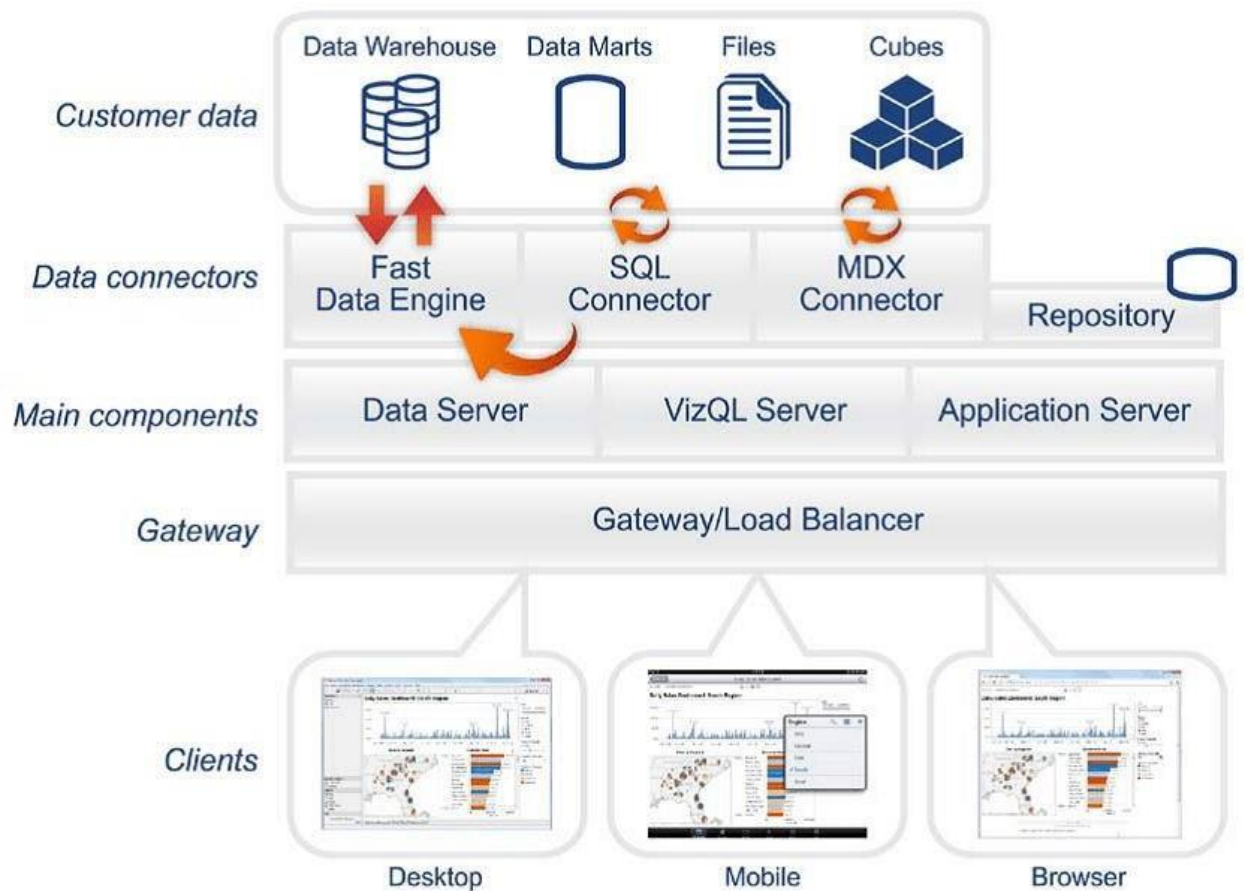 Data Warehouse
Data Marts
Files
Cubes
Customer data
Data connectors
Fast
Data Engine
SQL
Connector
MDX
Connector
Repository
Main components
Data Server
VizQL Server
Application Server
Gateway
Gateway/Load Balancer
Clients
Desktop
Mobile
Browser